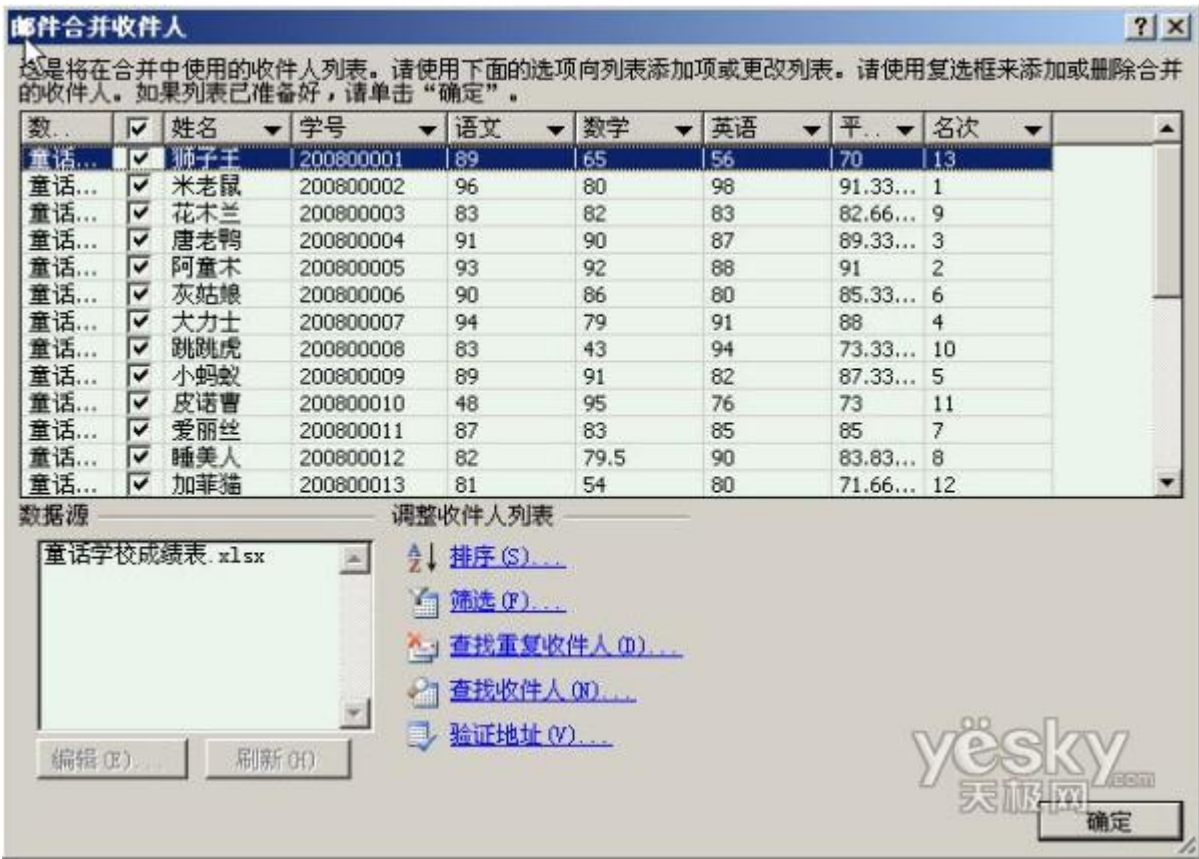 邮件合并收件人
这是将在合并中使用的收件人列表。请使用下面的选项向列表添加项或更改列表。请使用复选框来添加或删除合并
的收件人。如果列表已准备好，请单击“确定”。
数.. 姓名 学号 语文 数学 英语 平.. 名次
童话... 狮子王 200800001 89 65 56 70 13
童话... 米老鼠 200800002 96 80 98 91.33... 1
童话... 花木兰 200800003 83 82 83 82.66... 9
童话... 唐老鸭 200800004 91 90 87 89.33... 3
童话... 阿童木 200800005 93 92 88 91 2
童话... 灰姑娘 200800006 90 86 80 85.33... 6
童话... 大力士 200800007 94 79 91 88 4
童话... 跳跳虎 200800008 83 43 94 73.33... 10
童话... 小蚂蚁 200800009 89 91 82 87.33... 5
童话... 皮诺曹 200800010 48 95 76 73 11
童话... 爱丽丝 200800011 87 83 85 85 7
童话... 睡美人 200800012 82 79.5 90 83.83... 8
童话... 加菲猫 200800013 81 54 80 71.66... 12
数据源
童话学校成绩表.xlsx
编辑(E)... 刷新(H)
调整收件人列表
排序(S)...
筛选(F)...
查找重复收件人(D)...
查找收件人(N)...
验证地址(V)...
yesky.com
天极网
确定